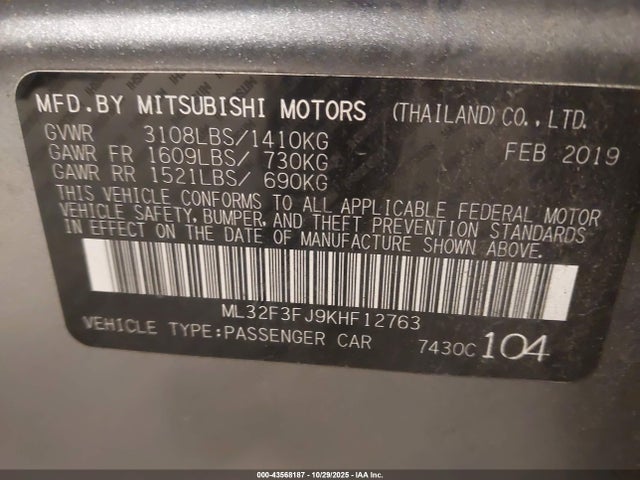 MFD.BY MITSUBISHI MOTORS (THAILAND) CO., LTD.
GVWR 3108LBS/1410KG FEB 2019
GAWR FR 1609LBS/ 730KG
GAWR RR 1521LBS/ 690KG
THIS VEHICLE CONFORMS TO ALL APPLICABLE FEDERAL MOTOR
VEHICLE SAFETY, BUMPER, AND THEFT PREVENTION STANDARDS
IN EFFECT ON THE DATE OF MANUFACTURE SHOWN ABOVE.
ML32F3FJ9KHF12763
VEHICLE TYPE:PASSENGER CAR 7430C 104
000-43568187 - 10/29/2025 - IAA Inc.